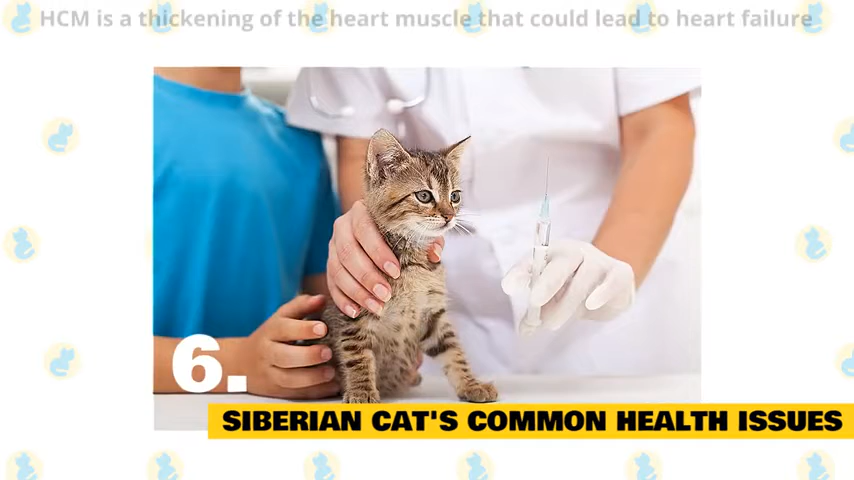 HCM is a thickening of the heart muscle that could lead to heart failure
6.
SIBERIAN CAT'S COMMON HEALTH ISSUES